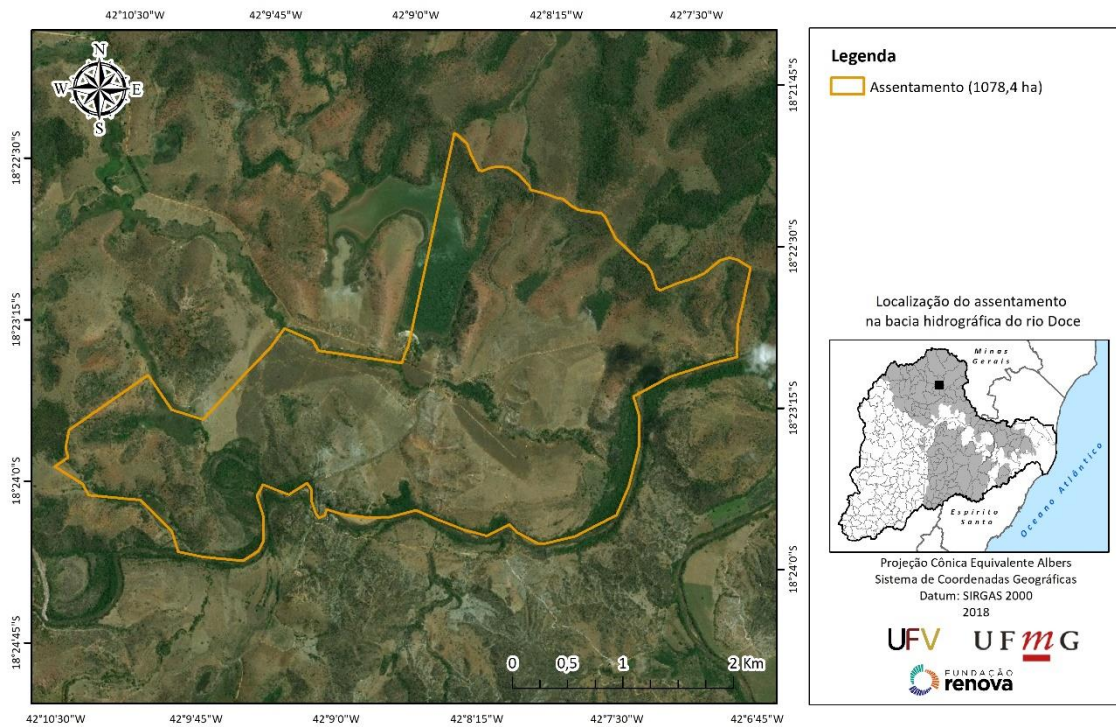 42°10'30"W 42°9'45"W 42°9'0"W 42°8'15"W 42°7'30"W
N
W E
S
18°22'30"S
18°23'15"S
18°24'0"S
18°24'45"S
18°21'45"S
18°22'30"S
18°23'15"S
18°24'0"S
0 0,5 1 2 Km
42°10'30"W 42°9'45"W 42°9'0"W 42°8'15"W 42°7'30"W 42°6'45"W
Legenda
Assentamento (1078,4 ha)
Localização do assentamento
na bacia hidrográfica do rio Doce
Minas
Gerais
Espírito
Santo
Oceano Atlântico
Projeção Cônica Equivalente Albers
Sistema de Coordenadas Geográficas
Datum: SIRGAS 2000
2018
UFV UFMG
FUNDAÇÃO
renova